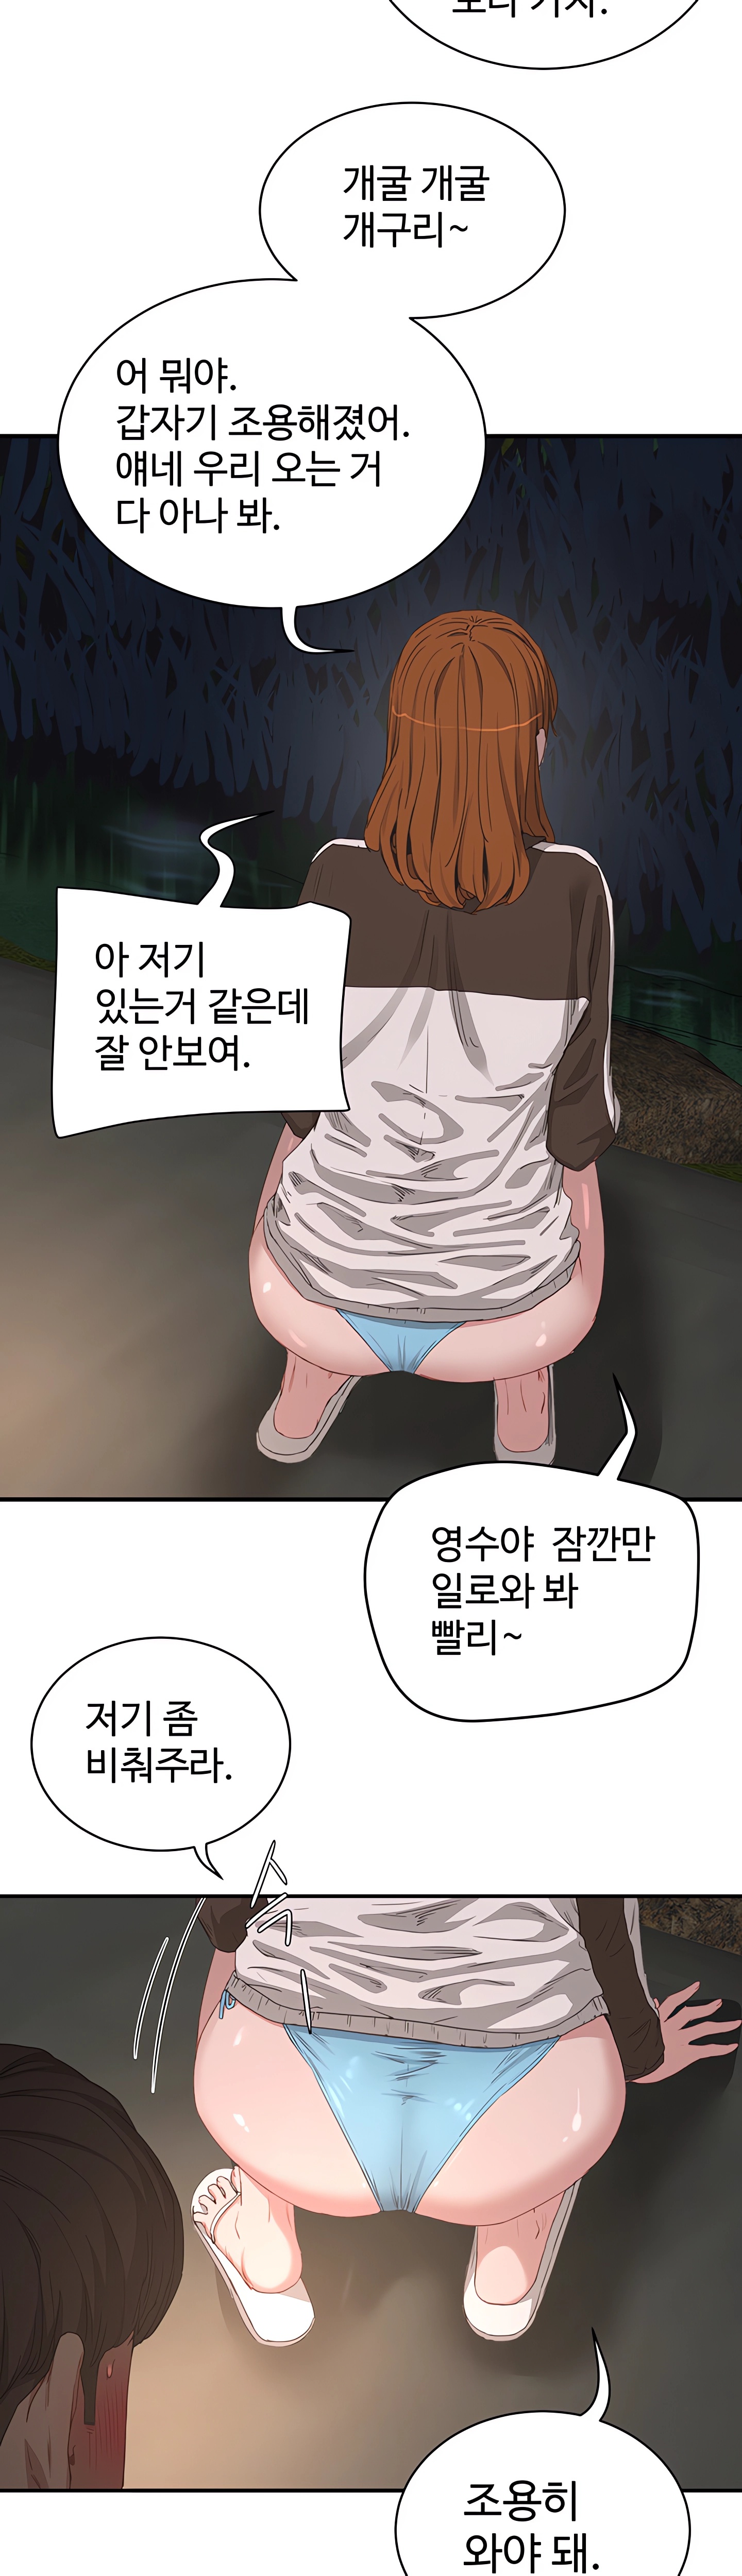 개굴 개굴
개구리~
어 뭐야.
갑자기 조용해졌어.
얘네 우리 오는 거
다 아나 봐.
아 저기
있는거 같은데
잘 안보여.
영수야 잠깐만
일로와 봐
빨리~
저기 좀
비춰주라.
조용히
와야 돼.